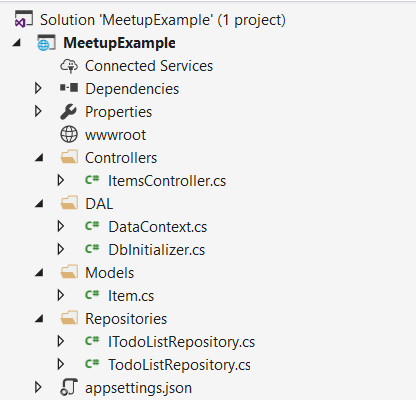 Solution 'MeetupExample' (1 project)
MeetupExample
Connected Services
Dependencies
Properties
wwwroot
Controllers
C# ItemsController.cs
DAL
C# DataContext.cs
C# DbInitializer.cs
Models
C# Item.cs
Repositories
C# ITodoListRepository.cs
C# TodoListRepository.cs
appsettings.json